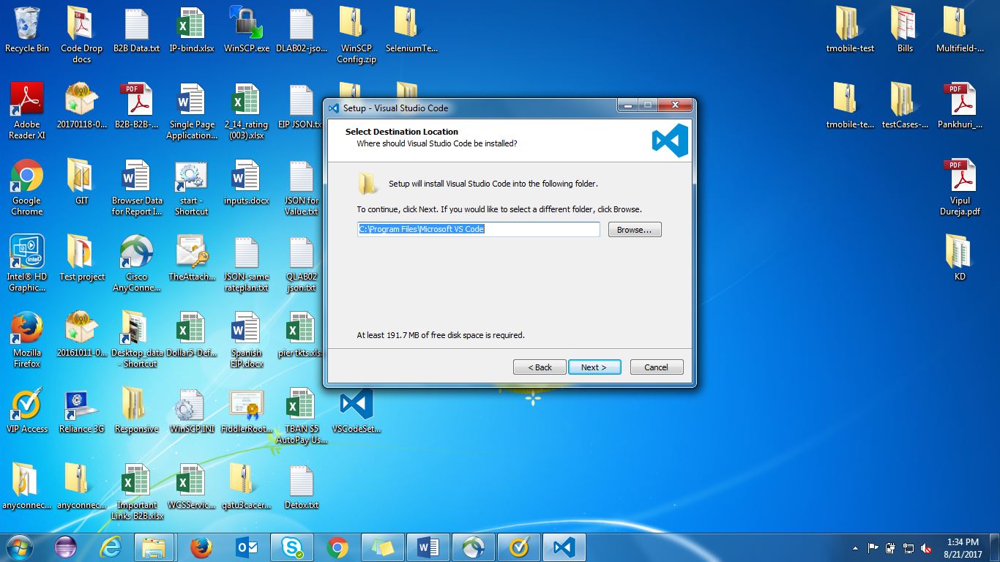 Recycle Bin
Code Drop docs
B2B Data.txt
IP-bind.xlsx
WinSCP.exe
DLAB02-jso...
WinSCP Config.zip
SeleniumTe...
tmobile-test
Bills
Multifield-...
Adobe Reader XI
20170118-0...
PDF
B2B-B2B-...
Single Page Application...
2_14_rating (003).xlsx
EIP JSON.tx
tmobile-te...
testCases-...
PDF
Pankhuri_...
Setup - Visual Studio Code
Select Destination Location
Where should Visual Studio Code be installed?
Setup will install Visual Studio Code into the following folder.
To continue, click Next. If you would like to select a different folder, click Browse.
C:\Program Files\Microsoft VS Code
Browse...
At least 191.7 MB of free disk space is required.
< Back
Next >
Cancel
Google Chrome
GIT
Browser Data for Report I...
start - Shortcut
inputs.docx
JSON for Value.txt
PDF
Vipul Dureja.pdf
Intel® HD Graphic...
Test project
Cisco AnyConne...
TheAttach...
JSON-same rateplan.txt
QLAB02 json.txt
KD
Mozilla Firefox
20161011-0...
Desktop_data - Shortcut
Dollar5-Def...
Spanish EIP.docx
piertkts.xls
VIP Access
Reliance 3G
Responsive
WinSCP.INI
FiddlerRoot...
TBAN $5 AutoPay Us...
VSCodeSet...
anyconnec...
anyconnec...
Important Links B2B.xlsx
WCSServic...
qatu3cacer...
Detox.txt
1:34 PM
8/21/2017